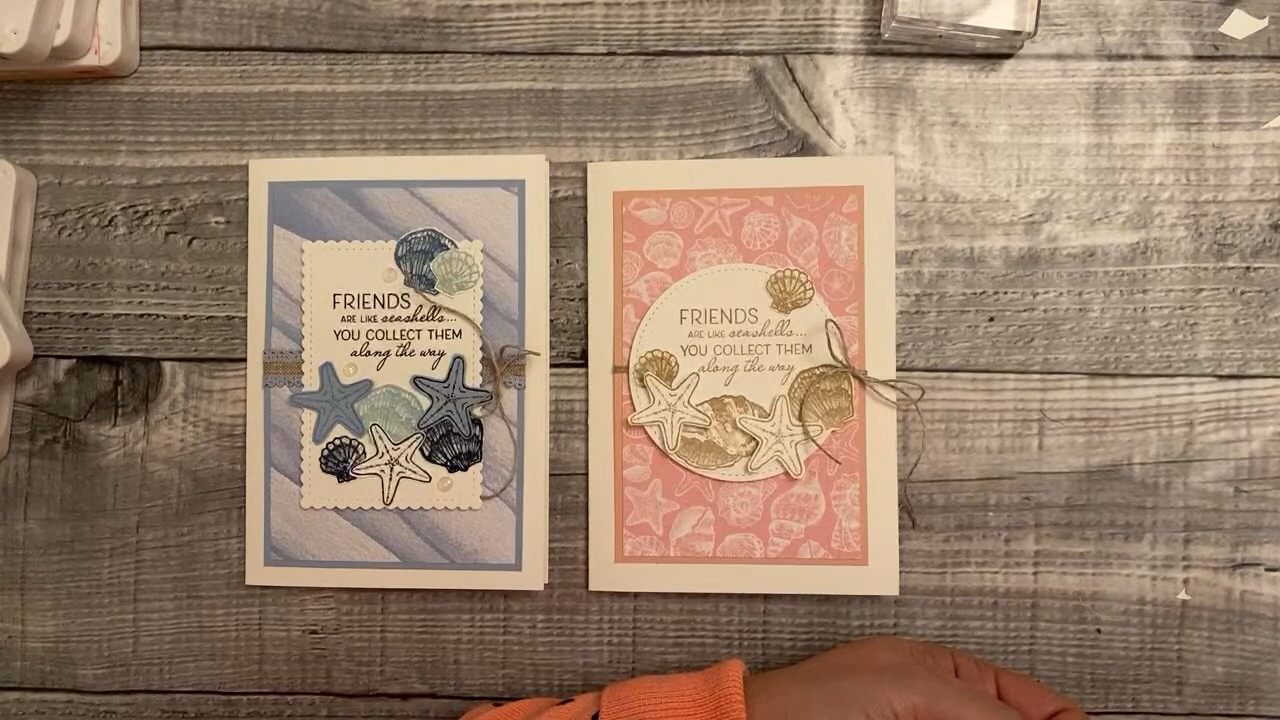 FRIENDS
ARE LIKE seashells...
YOU COLLECT THEM
along the way
FRIENDS
ARE LIKE seashells...
YOU COLLECT THEM
along the way